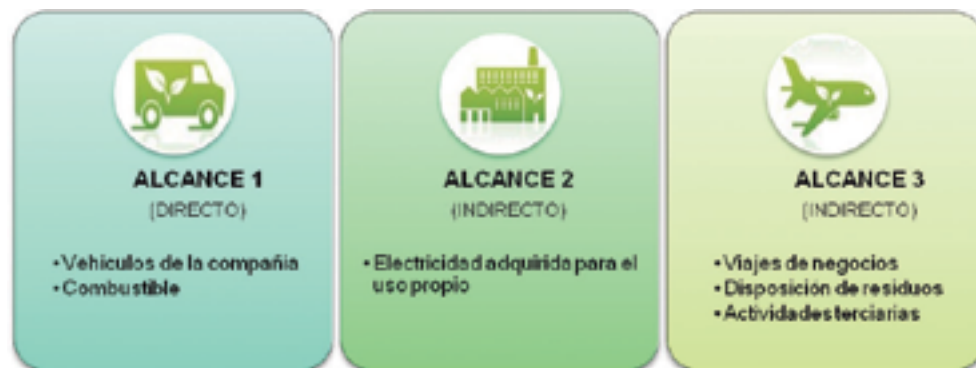 ALCANCE 1
(DIRECTO)
• Vehículos de la compañía
• Combustible
ALCANCE 2
(INDIRECTO)
• Electricidad adquirida para el
uso propio
ALCANCE 3
(INDIRECTO)
• Viajes de negocios
• Disposición de residuos
• Actividades terciarias